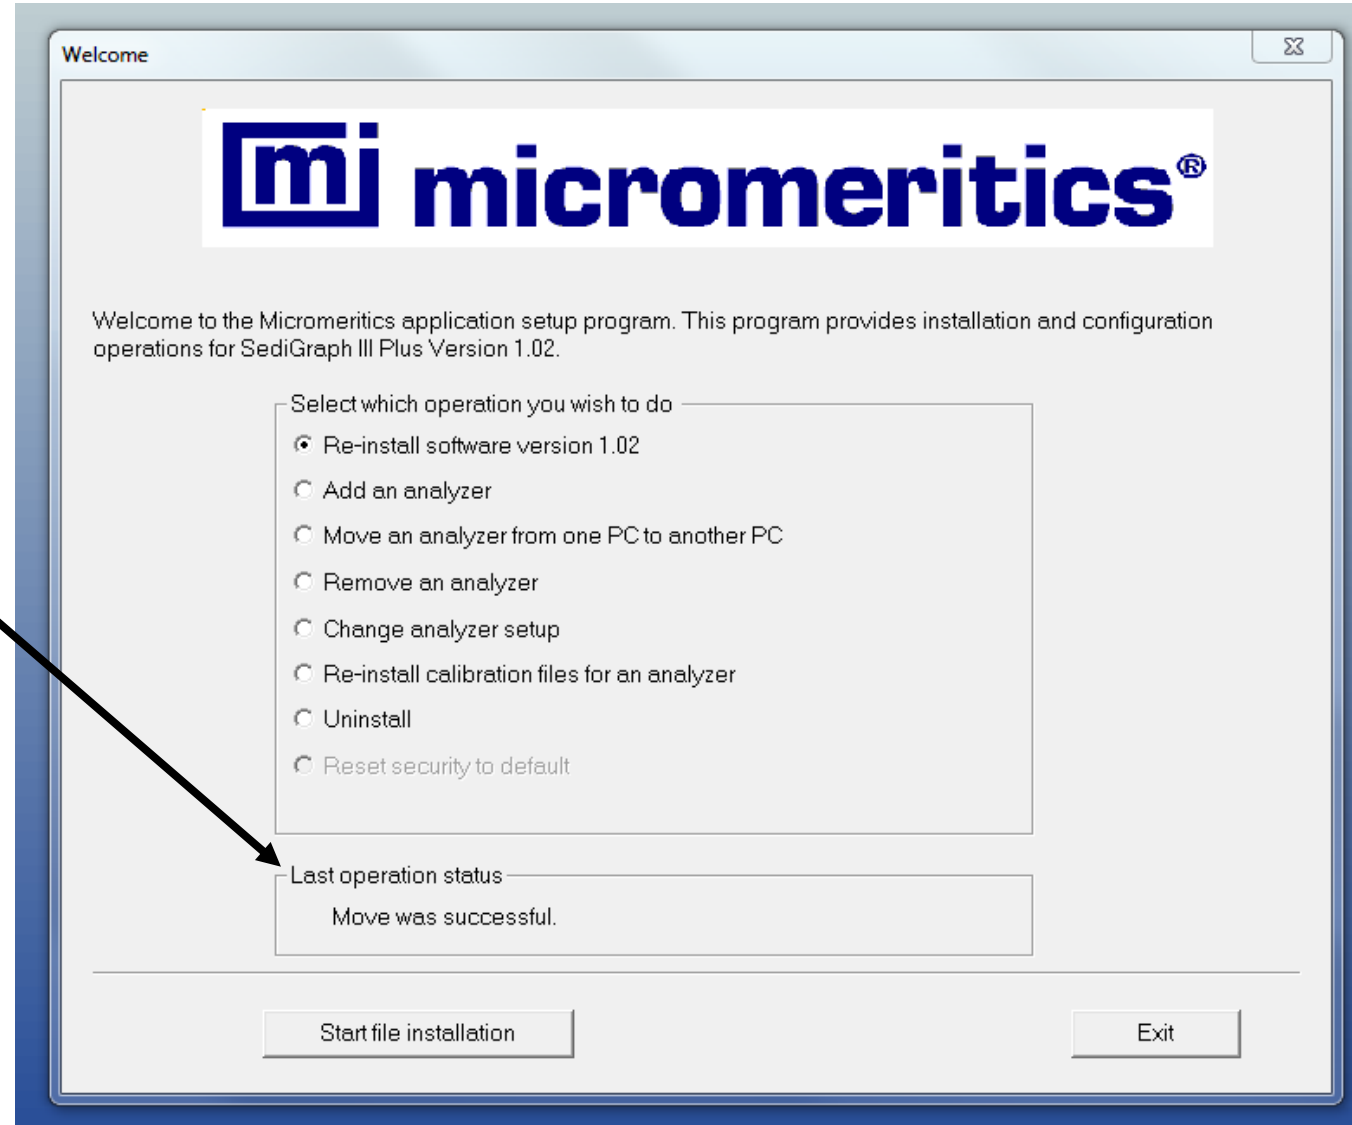 Welcome
mi micromeritics®
Welcome to the Micromeritics application setup program. This program provides installation and configuration
operations for SediGraph III Plus Version 1.02.
Select which operation you wish to do
Re-install software version 1.02
Add an analyzer
Move an analyzer from one PC to another PC
Remove an analyzer
Change analyzer setup
Re-install calibration files for an analyzer
Uninstall
Reset security to default
Last operation status
Move was successful.
Start file installation
Exit